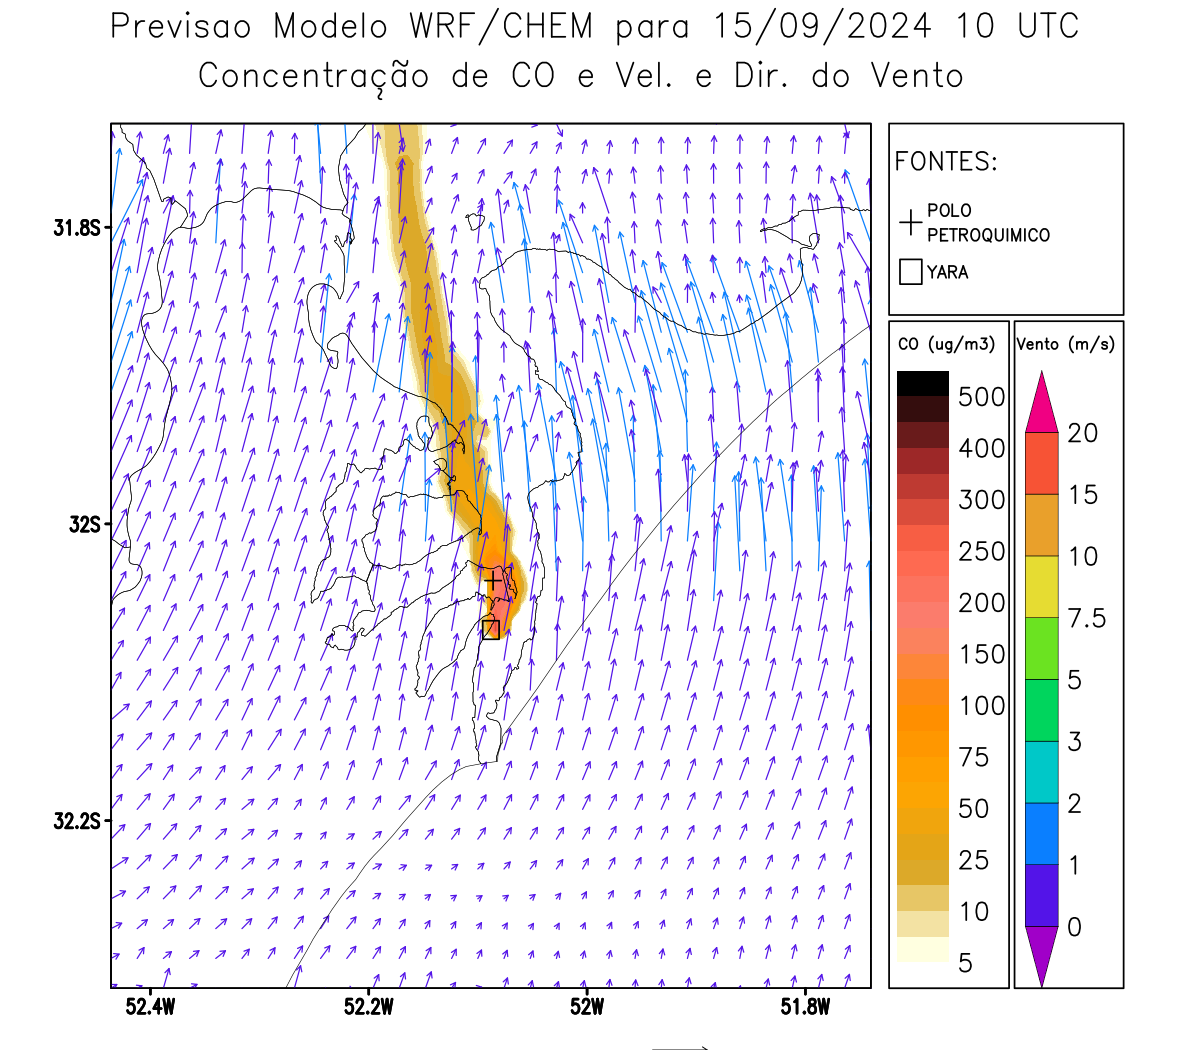 Previsao Modelo WRF/CHEM para 15/09/2024 10 UTC
Concentração de CO e Vel. e Dir. do Vento
FONTES:
POLO
PETROQUIMICO
YARA
31.8S
32S
32.2S
52.4W
52.2W
52W
51.8W
CO (ug/m3)
500
400
300
250
200
150
100
75
50
25
10
5
Vento (m/s)
20
15
10
7.5
5
3
2
1
0